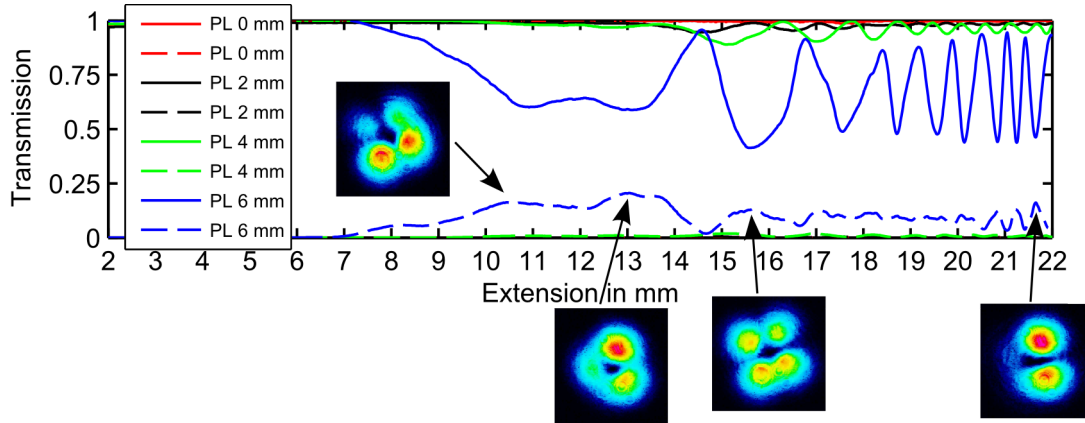 Transmission
1
0.75
0.5
0.25
0
PL 0 mm
PL 0 mm
PL 2 mm
PL 2 mm
PL 4 mm
PL 4 mm
PL 6 mm
PL 6 mm
2 3 4 5 6 7 8 9 10 11 12 13 14 15 16 17 18 19 20 21 22
Extension in mm